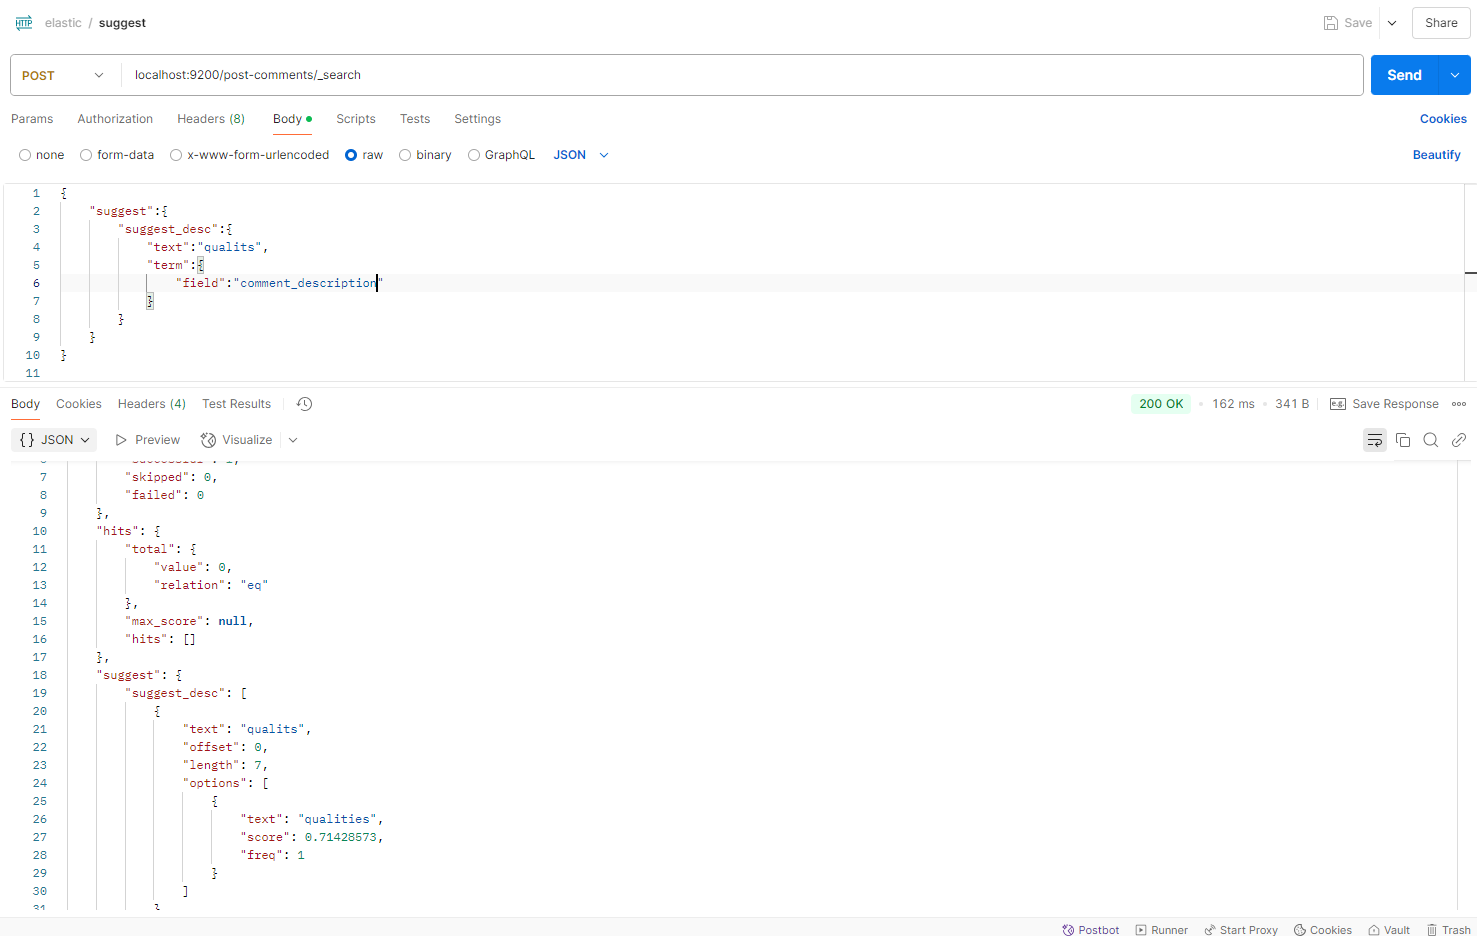 HTTP elastic / suggest Save Share
POST localhost:9200/post-comments/_search Send
Params Authorization Headers (8) Body Scripts Tests Settings Cookies
none form-data x-www-form-urlencoded raw binary GraphQL JSON Beautify
1 {
2 "suggest":{
3 "suggest_desc":{
4 "text":"qualits",
5 "term":{
6 "field":"comment_description"
7 }
8 }
9 }
10 }
11
Body Cookies Headers (4) Test Results 200 OK 162 ms 341 B e.g. Save Response
{} JSON Preview Visualize
6 "successful": 1,
7 "skipped": 0,
8 "failed": 0
9 },
10 "hits": {
11 "total": {
12 "value": 0,
13 "relation": "eq"
14 },
15 "max_score": null,
16 "hits": []
17 },
18 "suggest": {
19 "suggest_desc": [
20 {
21 "text": "qualits",
22 "offset": 0,
23 "length": 7,
24 "options": [
25 {
26 "text": "qualities",
27 "score": 0.71428573,
28 "freq": 1
29 }
30 ]
31 }
Postbot Runner Start Proxy Cookies Vault Trash